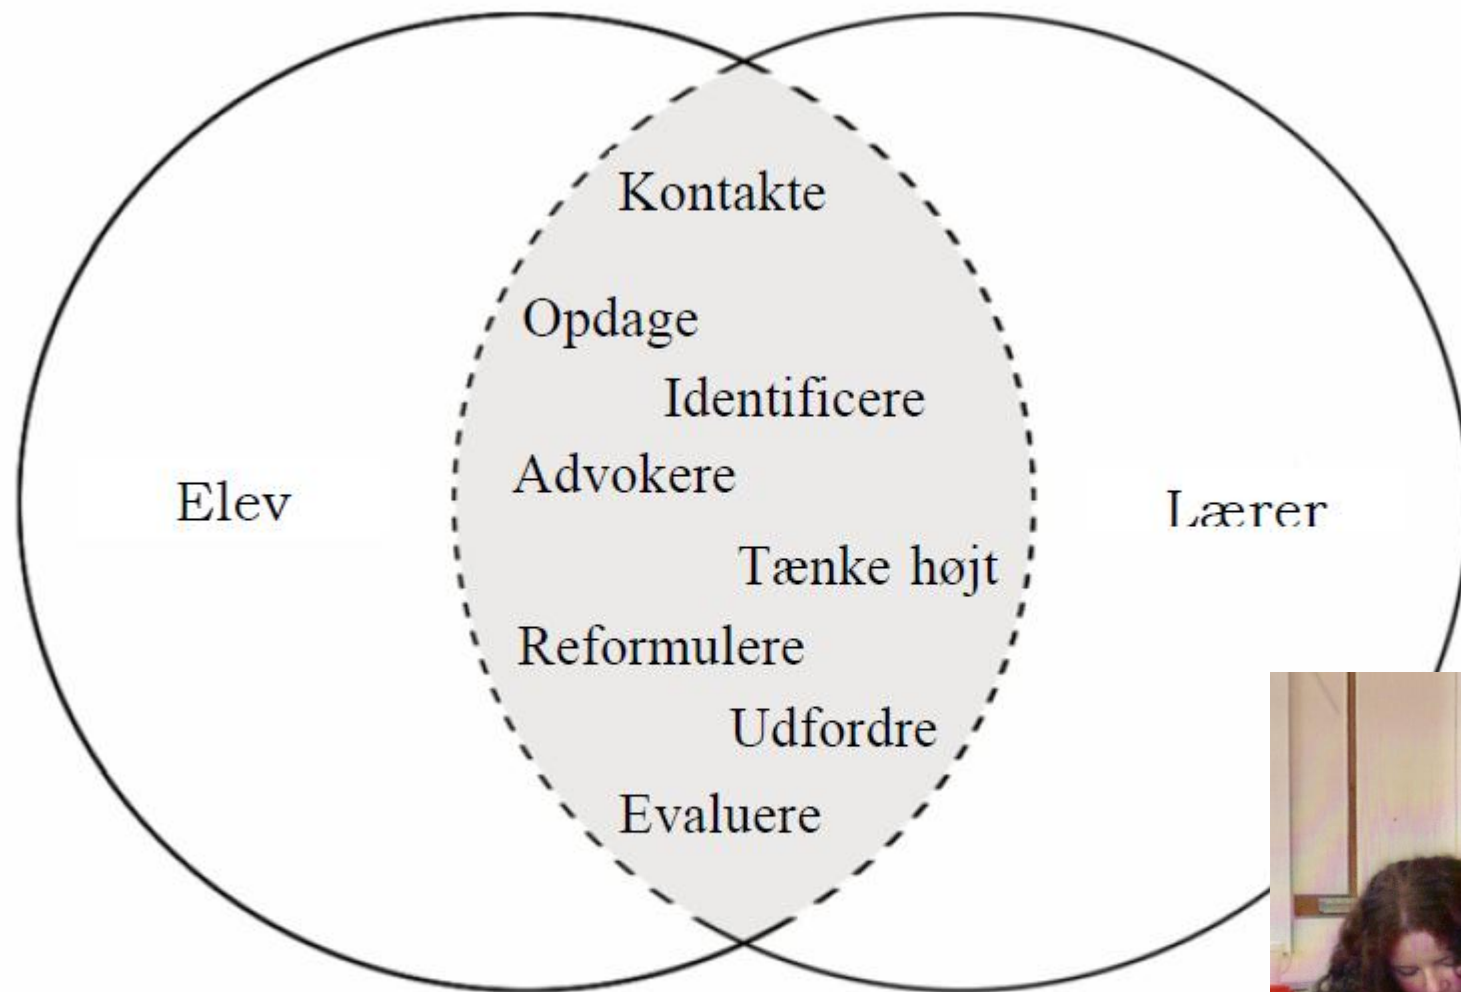 Kontakte
Opdage
Identificere
Advokere
Elev
Lærer
Tænke højt
Reformulere
Udfordre
Evaluere